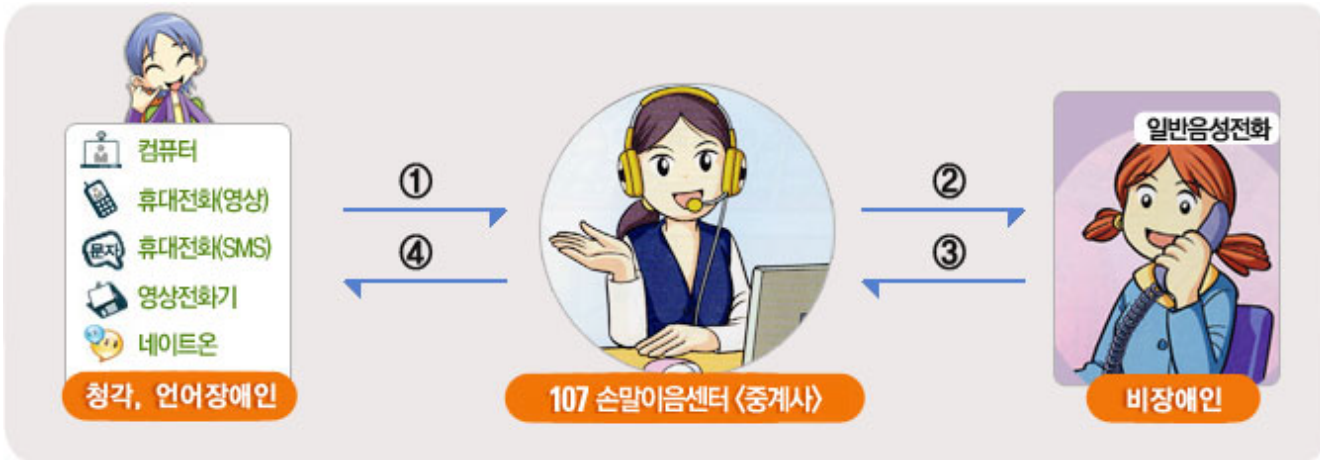 컴퓨터
휴대전화(영상)
문자
휴대전화(SMS)
영상전화기
네이트온
청각, 언어장애인
①
④
107 손말이음센터 〈중계사〉
②
③
일반음성전화
비장애인